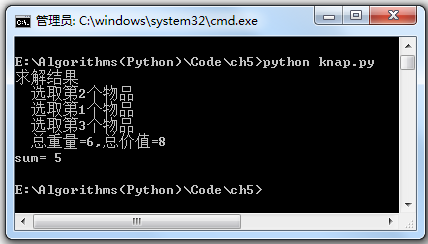 管理员: C:\windows\system32\cmd.exe
E:\Algorithms(Python)\Code\ch5>python knap.py
求解结果
选取第2个物品
选取第1个物品
选取第3个物品
总重量=6,总价值=8
sum= 5
E:\Algorithms(Python)\Code\ch5>